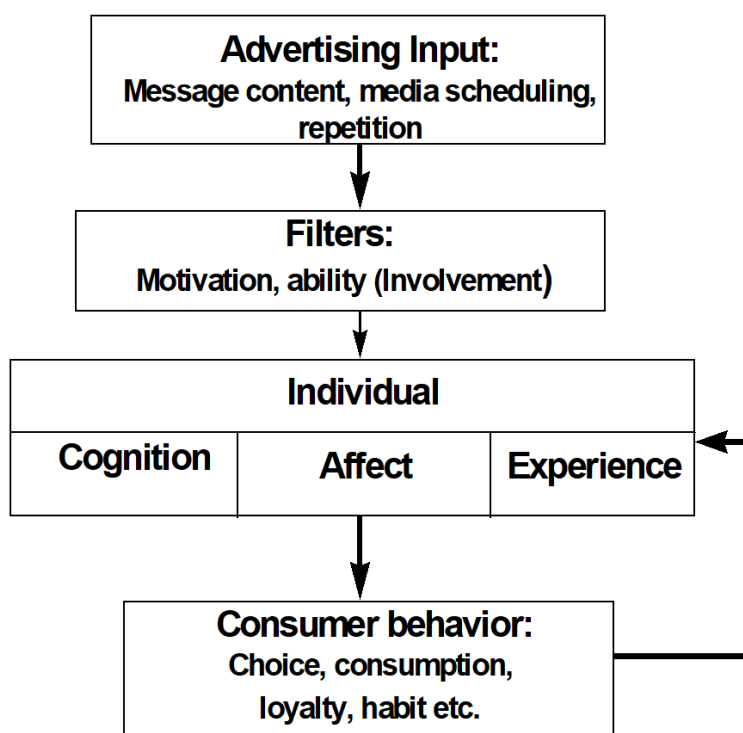 Advertising Input:
Message content, media scheduling,
repetition
Filters:
Motivation, ability (Involvement)
Individual
Cognition
Affect
Experience
Consumer behavior:
Choice, consumption,
loyalty, habit etc.